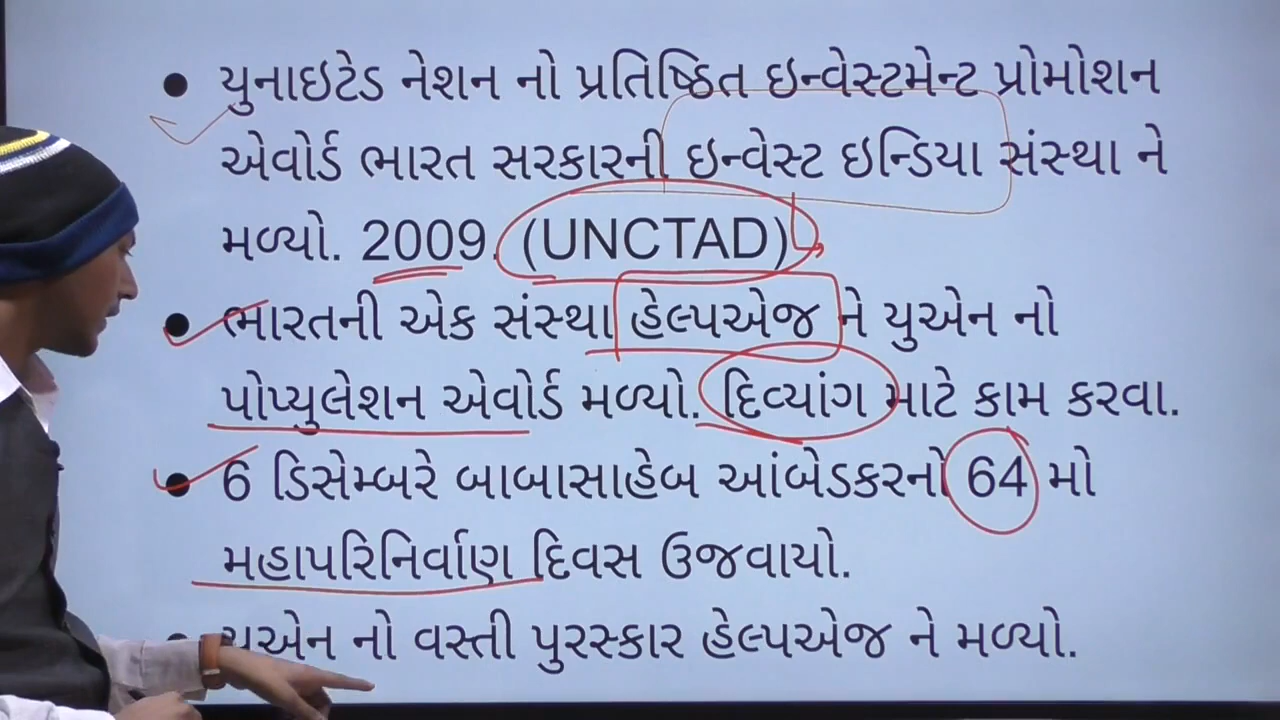 • યુનાઇટેડ નેશન નો પ્રતિષ્ઠિત ઇન્વેસ્ટમેન્ટ પ્રોમોશન
એવોર્ડ ભારત સરકારની ઇન્વેસ્ટ ઇન્ડિયા સંસ્થા ને
મળ્યો. 2009. (UNCTAD)
• ભારતની એક સંસ્થા હેલ્પએજ ને યુએન નો
પોપ્યુલેશન એવોર્ડ મળ્યો. દિવ્યાંગ માટે કામ કરવા.
• 6 ડિસેમ્બરે બાબાસાહેબ આંબેડકરનો 64 મો
મહાપરિનિર્વાણ દિવસ ઉજવાયો.
• યુએન નો વસ્તી પુરસ્કાર હેલ્પએજ ને મળ્યો.